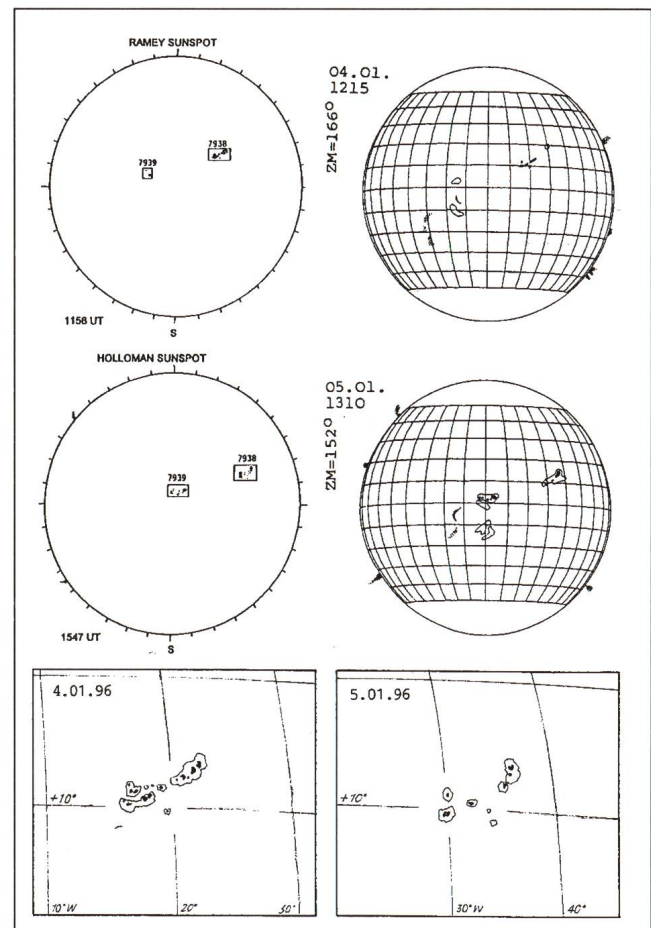 RAMEY SUNSPOT
7938
7939
1156 UT
S
04.01.
1215
ZM=166°
HOLLOMAN SUNSPOT
7938
7939
1547 UT
S
05.01.
1310
ZM=152°
4.01.96
+10°
10°W
20°
30°
5.01.96
+10°
30°W
40°